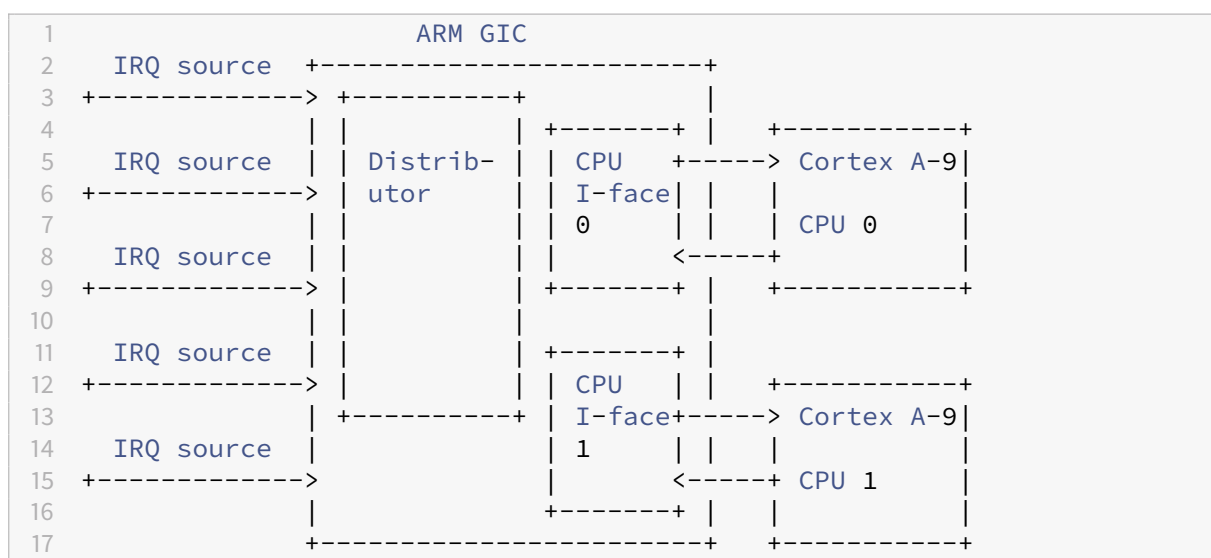 1                      ARM GIC
2    IRQ source  +-----------------------+
3  +-------------> +----------+           |
4                | |          | +-------+ |   +-----------+
5    IRQ source  | | Distrib- | | CPU   +-----> Cortex A-9|
6  +-------------> | utor     | | I-face| |   |           |
7                | |          | | 0     | |   | CPU 0     |
8    IRQ source  | |          | |       <-----+           |
9  +-------------> |          | +-------+ |   +-----------+
10               | |          |           |
11   IRQ source  | |          | +-------+ |
12 +-------------> |          | | CPU   | |   +-----------+
13               | +----------+ | I-face+-----> Cortex A-9|
14   IRQ source  |              | 1     | |   |           |
15 +------------->              |       <-----+ CPU 1     |
16               |              +-------+ |   |           |
17               +-----------------------+   +-----------+